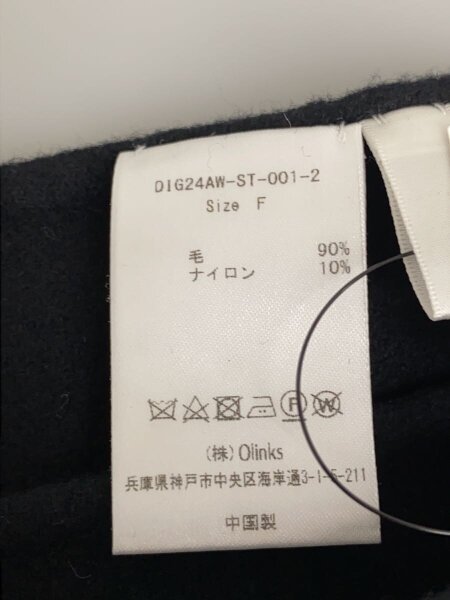 DIG24AW-ST-001-2
Size F
毛 90%
ナイロン 10%
P W
(株) Olinks
兵庫県神戸市中央区海岸通3-1-5-211
中国製